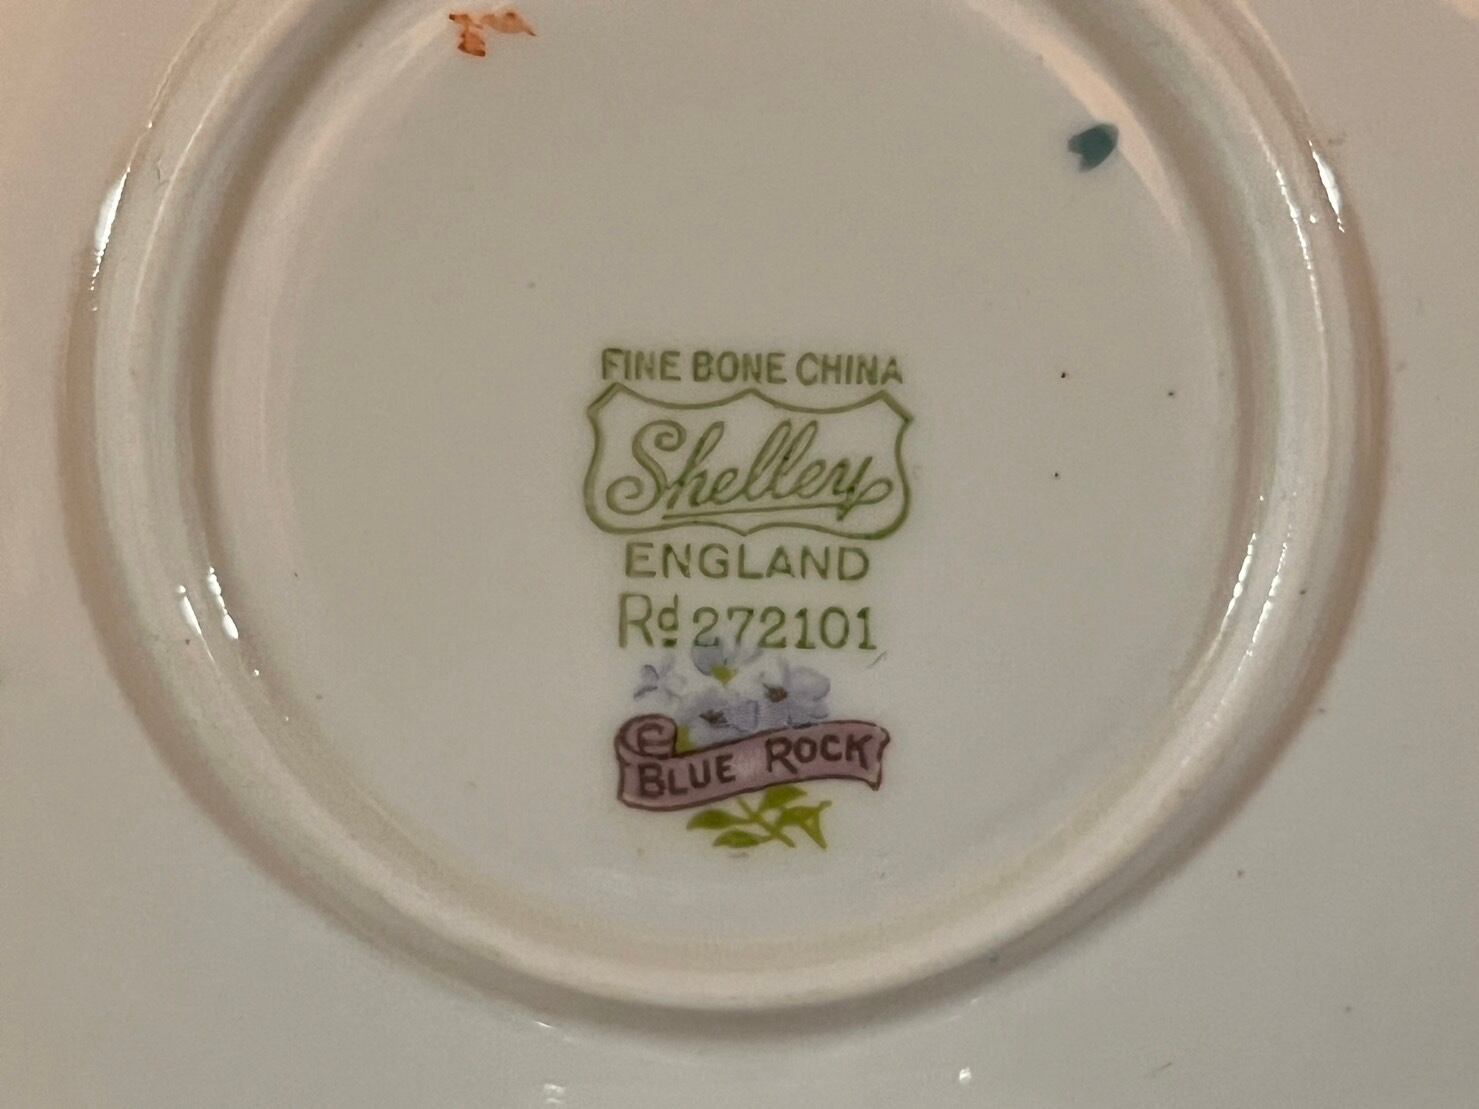 FINE BONE CHINA
Shelley
ENGLAND
Rd 272101
BLUE ROCK